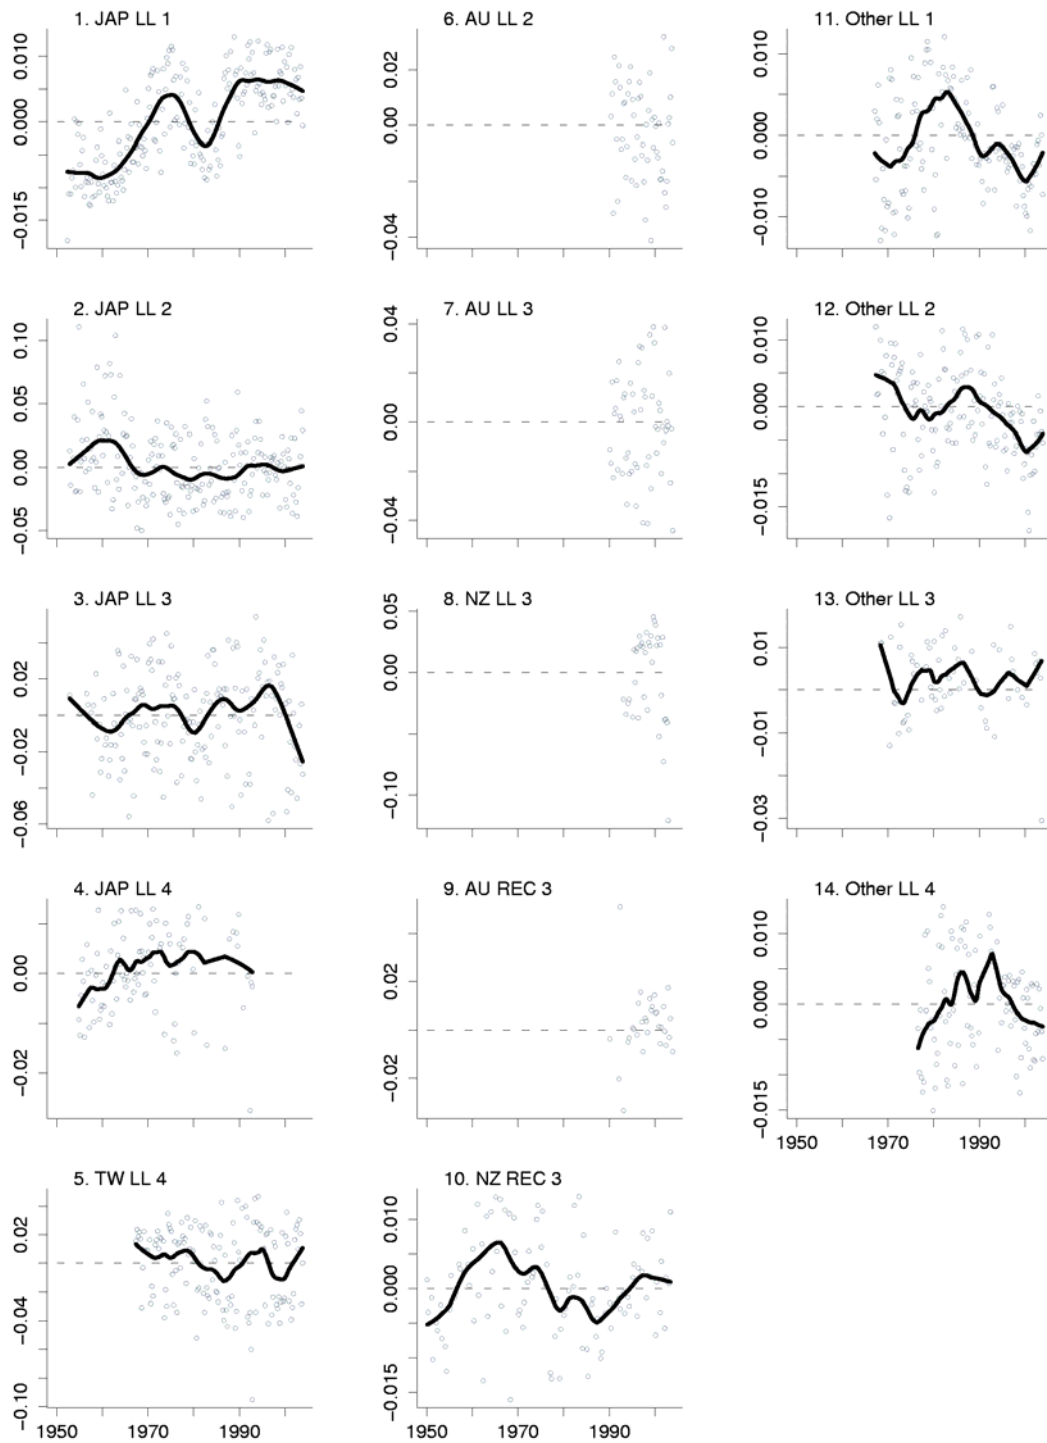 1. JAP LL 1
0.010
0.000
−0.015
2. JAP LL 2
0.10
0.05
0.00
−0.05
3. JAP LL 3
0.02
−0.02
−0.06
4. JAP LL 4
0.00
−0.02
5. TW LL 4
0.02
−0.04
−0.10
1950 1970 1990
6. AU LL 2
0.02
0.00
−0.04
7. AU LL 3
0.04
0.00
−0.04
8. NZ LL 3
0.05
0.00
−0.10
9. AU REC 3
0.02
−0.02
10. NZ REC 3
0.010
0.000
−0.015
1950 1970 1990
11. Other LL 1
0.010
0.000
−0.010
12. Other LL 2
0.010
0.000
−0.015
13. Other LL 3
0.01
−0.01
−0.03
14. Other LL 4
0.010
0.000
−0.015
1950 1970 1990